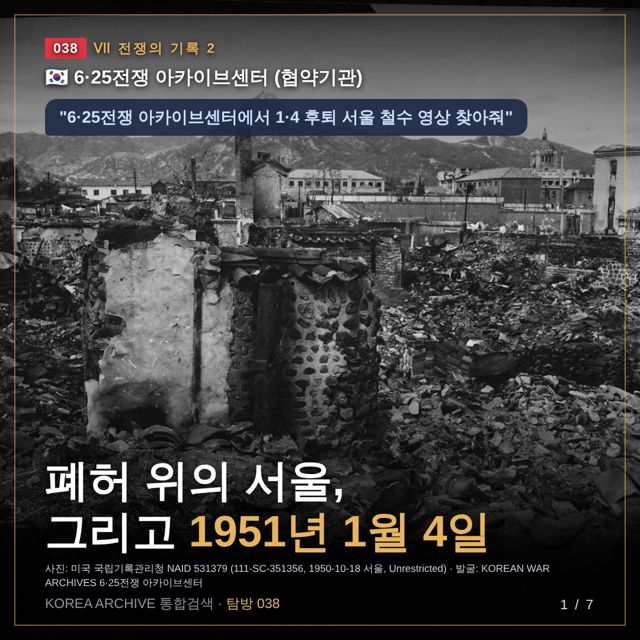 038 VII 전쟁의 기록 2
🇰🇷 6·25전쟁 아카이브센터 (협약기관)
"6·25전쟁 아카이브센터에서 1·4 후퇴 서울 철수 영상 찾아줘"
폐허 위의 서울,
그리고 1951년 1월 4일
사진: 미국 국립기록관리청 NAID 531379 (111-SC-351356, 1950-10-18 서울, Unrestricted) · 발굴: KOREAN WAR
ARCHIVES 6·25전쟁 아카이브센터
KOREA ARCHIVE 통합검색 · 탐방 038
1 / 7